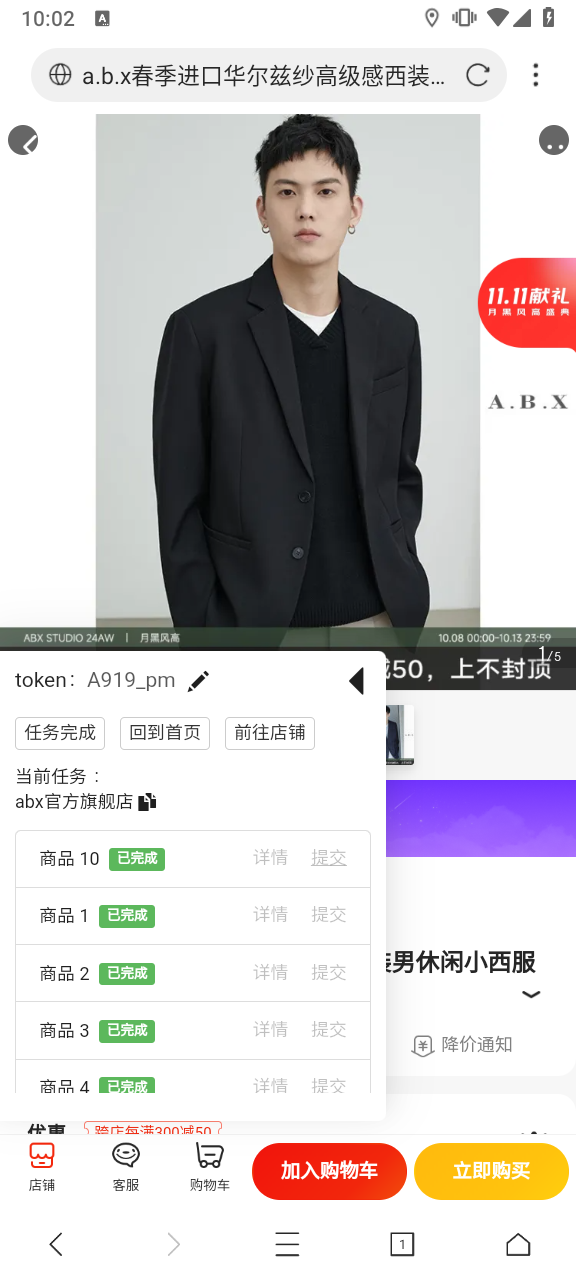 10:02
A
a.b.x春季进口华尔兹纱高级感西装...
11.11献礼
月黑风高盛典
A.B.X
ABX STUDIO 24AW | 月黑风高
10.08 00:00-10.13 23:59
减50，上不封顶
1/5
token： A919_pm
任务完成 回到首页 前往店铺
当前任务：
abx官方旗舰店
商品 10 已完成 详情 提交
商品 1 已完成 详情 提交
商品 2 已完成 详情 提交
商品 3 已完成 详情 提交
商品 4 已完成 详情 提交
装男休闲小西服
降价通知
优惠 跨店每满300减50
店铺 客服 购物车 加入购物车 立即购买
1